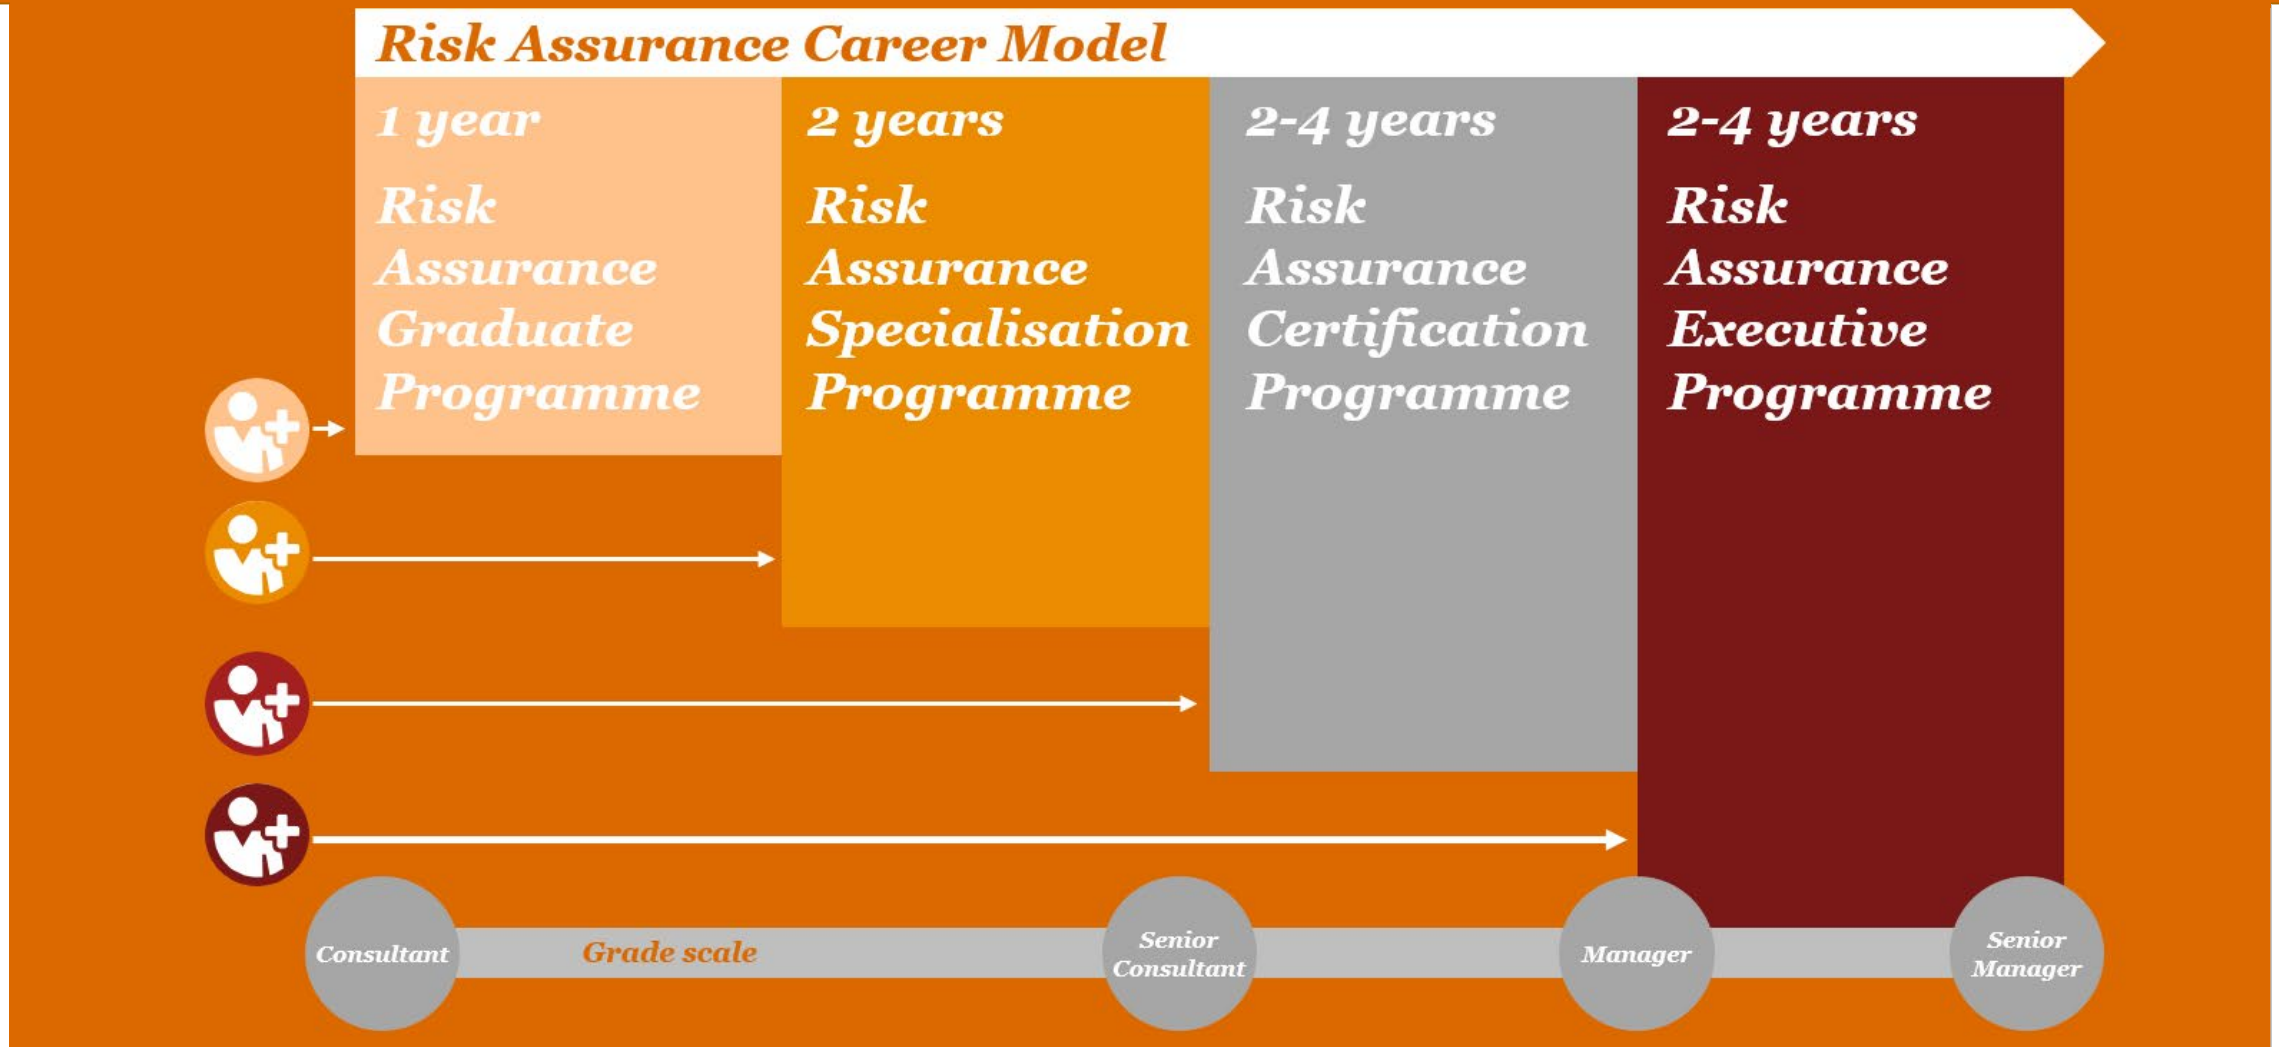 Risk Assurance Career Model
1 year
Risk
Assurance
Graduate
Programme
2 years
Risk
Assurance
Specialisation
Programme
2-4 years
Risk
Assurance
Certification
Programme
2-4 years
Risk
Assurance
Executive
Programme
Consultant
Grade scale
Senior
Consultant
Manager
Senior
Manager